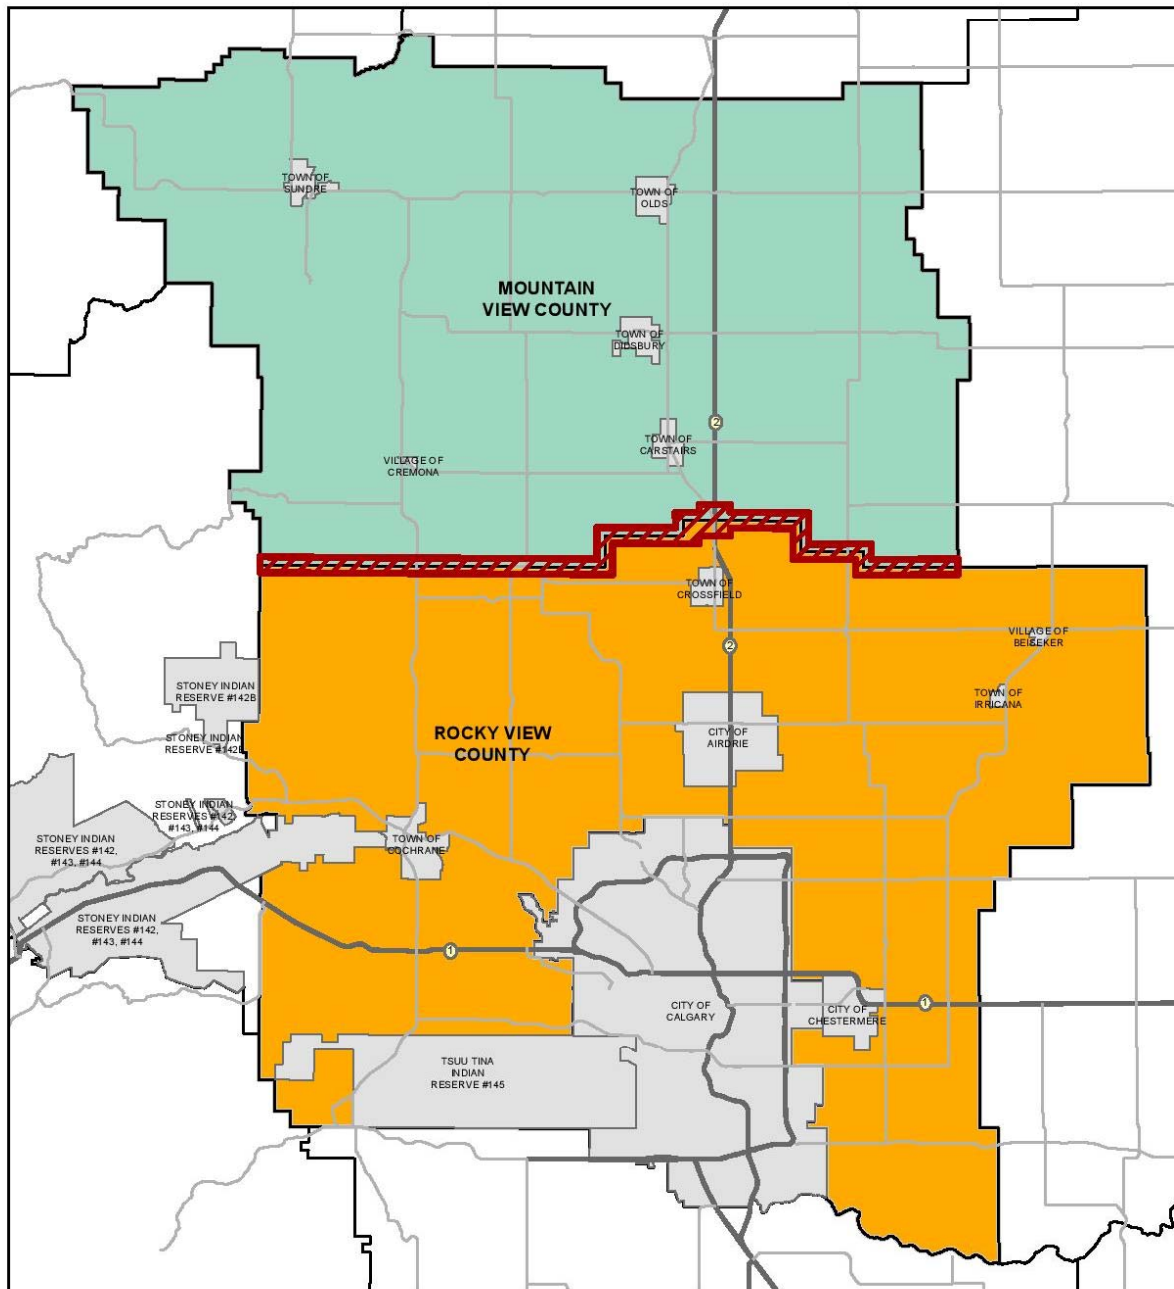 TOWN OF
SUNDRE
TOWN OF
OLDS
MOUNTAIN
VIEW COUNTY
TOWN OF
DIDSBURY
2
TOWN OF
CARSTAIRS
VILLAGE OF
CREMONA
TOWN OF
CROSSFIELD
VILLAGE OF
BEISEKER
2
STONEY INDIAN
RESERVE #142B
TOWN OF
IRRICANA
ROCKY VIEW
COUNTY
CITY OF
AIRDRIE
STONEY INDIAN
RESERVE #142B
STONEY INDIAN
RESERVES #142,
#143, #144
STONEY INDIAN
RESERVES #142,
#143, #144
TOWN OF
COCHRANE
STONEY INDIAN
RESERVES #142,
#143, #144
1
CITY OF
CALGARY
CITY OF
CHESTERMERE
1
TSUU TINA
INDIAN
RESERVE #145